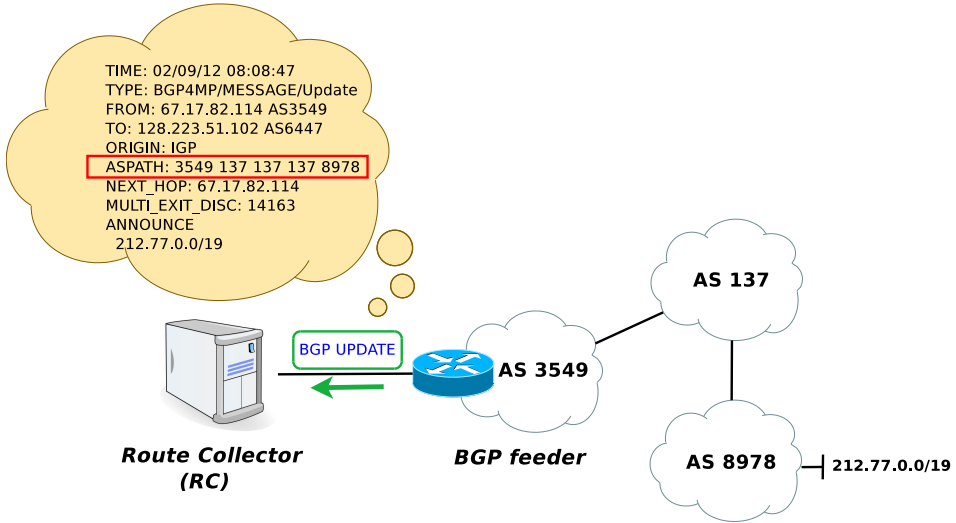 TIME: 02/09/12 08:08:47
TYPE: BGP4MP/MESSAGE/Update
FROM: 67.17.82.114 AS3549
TO: 128.223.51.102 AS6447
ORIGIN: IGP
ASPATH: 3549 137 137 137 8978
NEXT_HOP: 67.17.82.114
MULTI_EXIT_DISC: 14163
ANNOUNCE
212.77.0.0/19
AS 137
BGP UPDATE
AS 3549
Route Collector
(RC)
BGP feeder
AS 8978
212.77.0.0/19